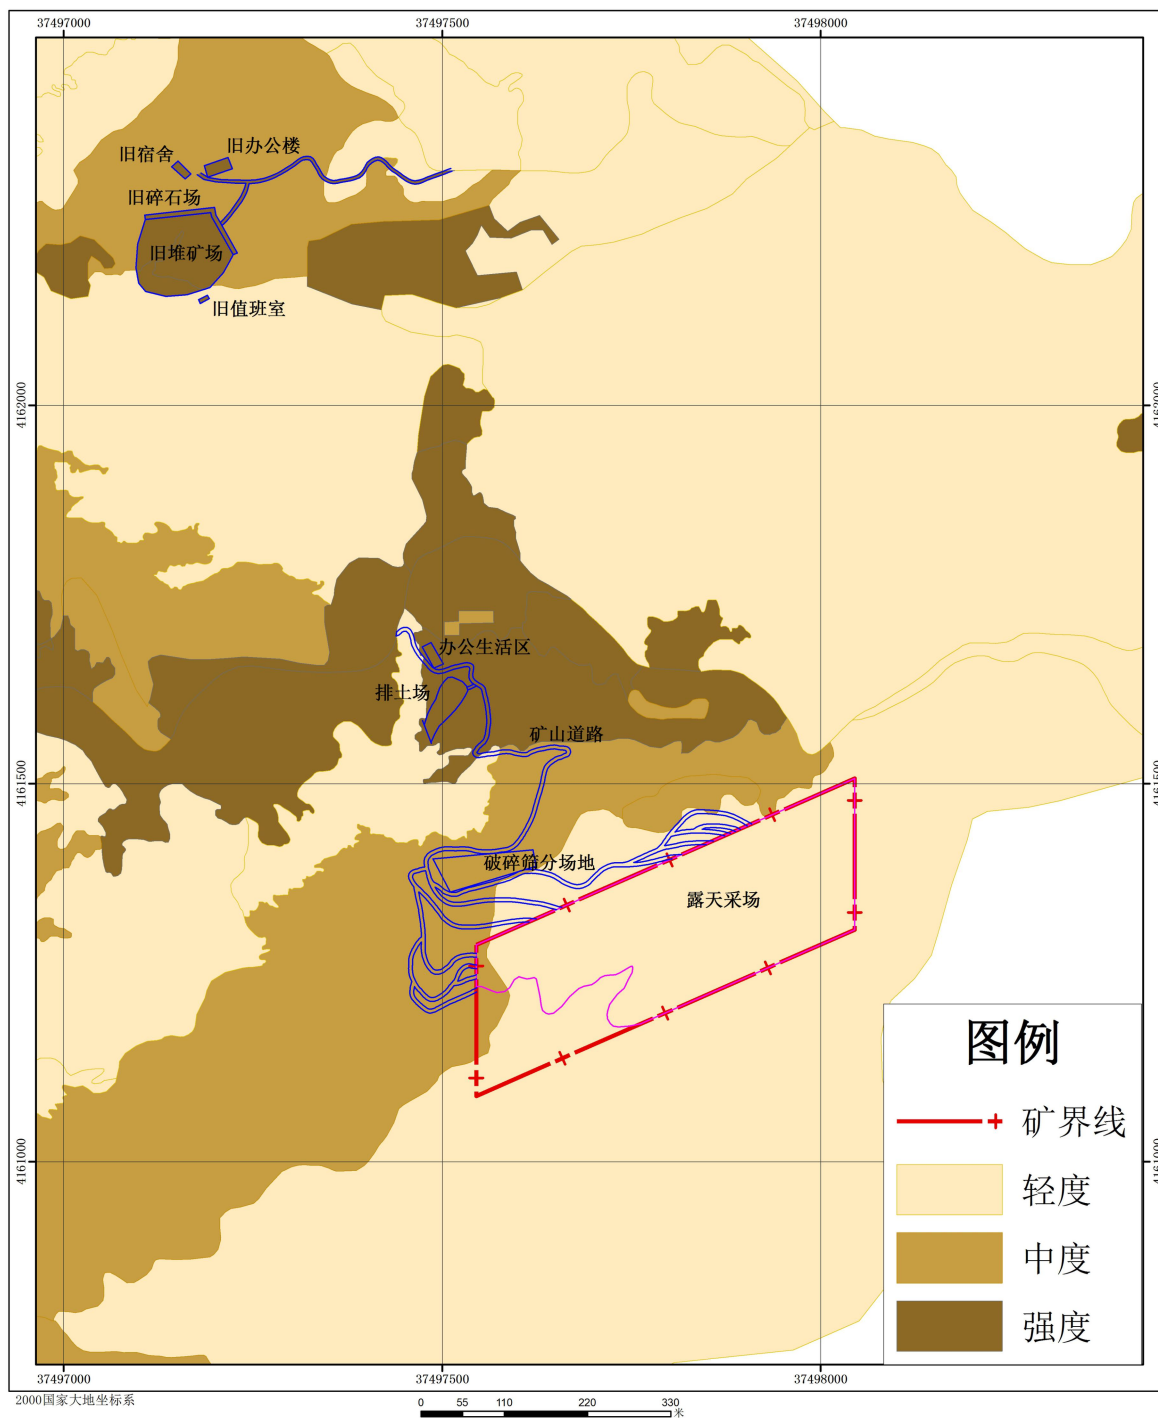 37497000 37497500 37498000
旧办公楼
旧宿舍
旧碎石场
旧堆矿场
旧值班室
4162000 4162000
办公生活区
排土场
矿山道路
4161500 4161500
破碎筛分场地
露天采场
图例
矿界线
4161000 4161000
轻度
中度
强度
37497000 37497500 37498000
2000国家大地坐标系
0 55 110 220 330
米